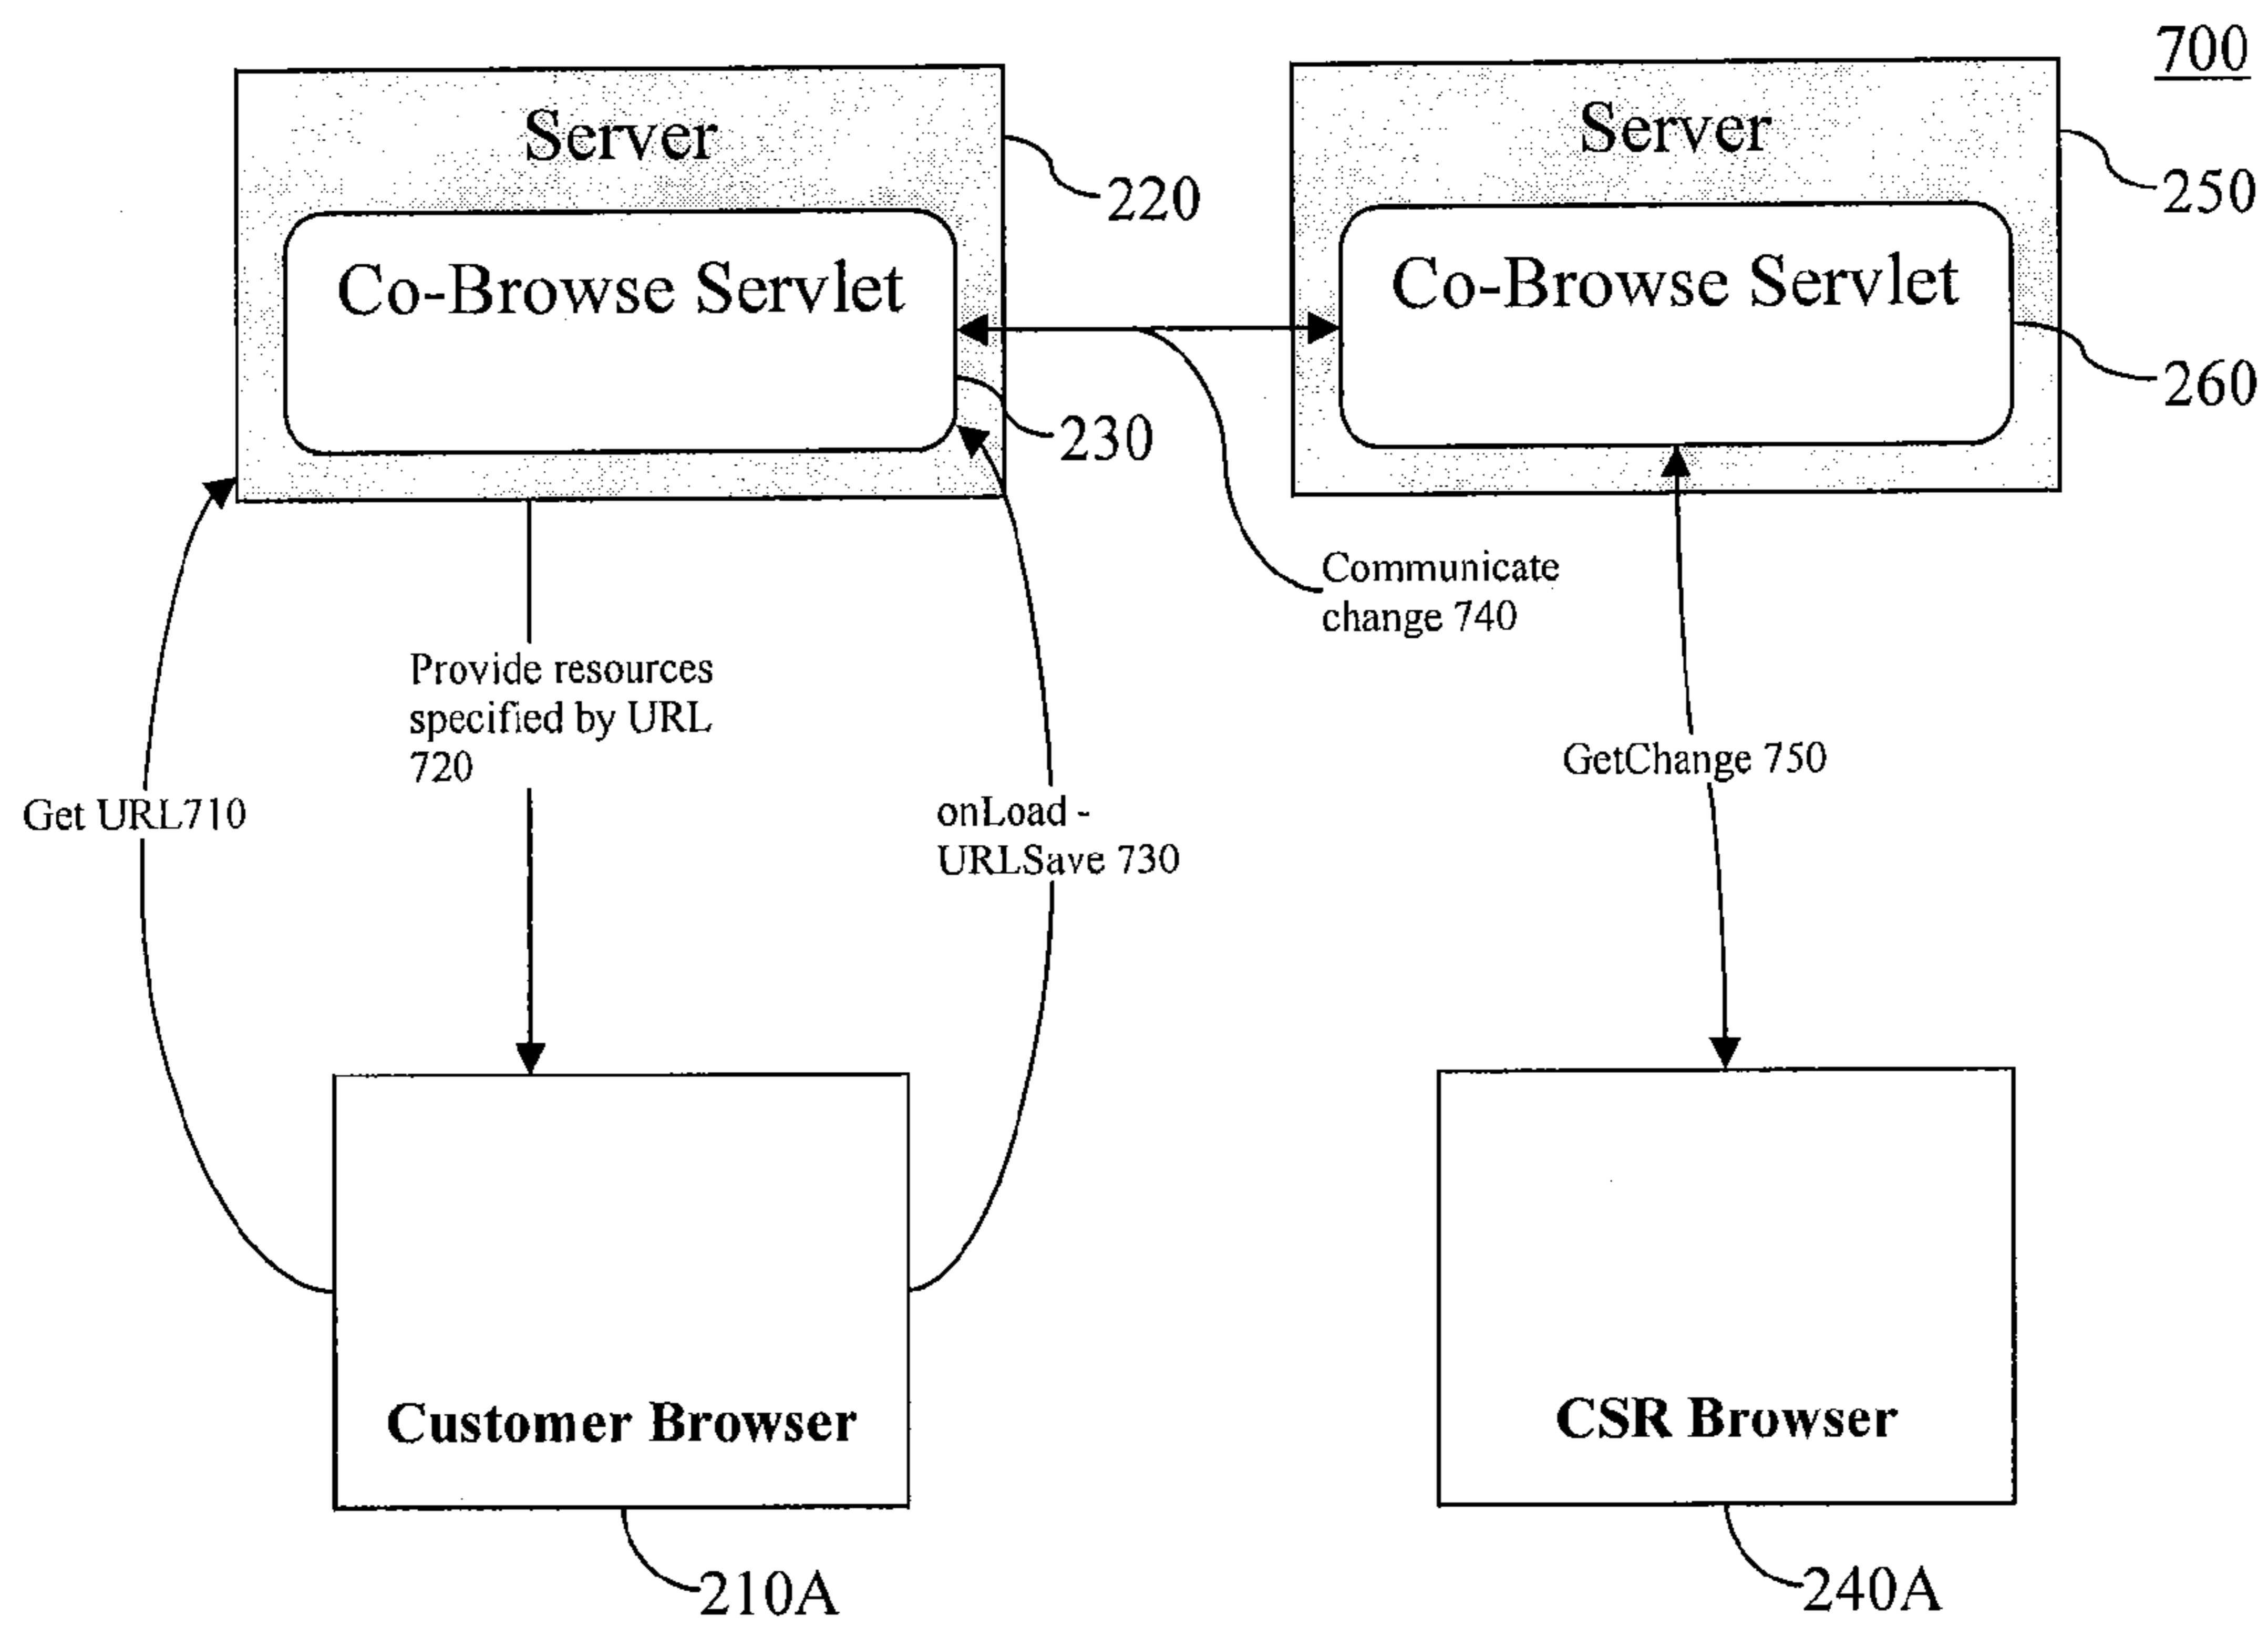 700
Server
Server
220
250
Co-Browse Servlet
Co-Browse Servlet
230
260
Communicate
change 740
Provide resources
specified by URL
720
GetChange 750
Get URL710
onLoad -
URLSave 730
Customer Browser
CSR Browser
210A
240A